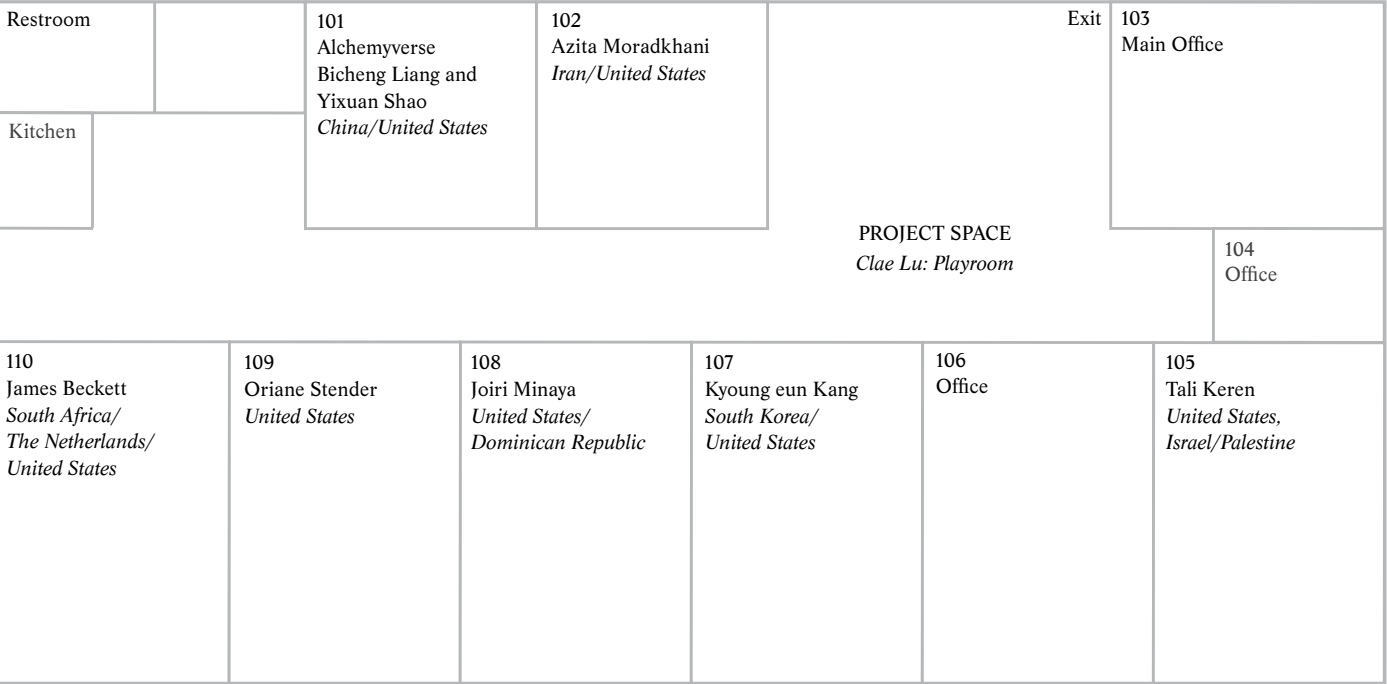 Restroom
Kitchen
101
Alchemyverse
Bicheng Liang and
Yixuan Shao
China/United States
102
Azita Moradkhani
Iran/United States
Exit
103
Main Office
PROJECT SPACE
Clae Lu: Playroom
104
Office
110
James Beckett
South Africa/
The Netherlands/
United States
109
Oriane Stender
United States
108
Joiri Minaya
United States/
Dominican Republic
107
Kyoung eun Kang
South Korea/
United States
106
Office
105
Tali Keren
United States,
Israel/Palestine